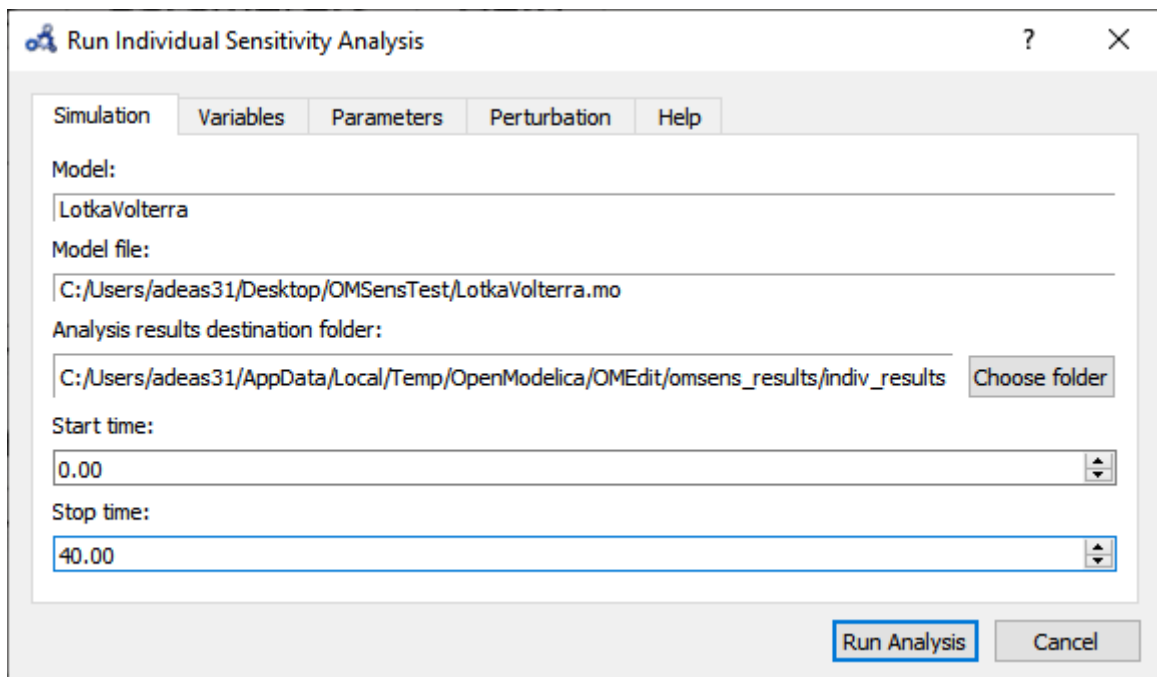 Run Individual Sensitivity Analysis ?
Simulation Variables Parameters Perturbation Help
Model:
LotkaVolterra
Model file:
C:/Users/adeas31/Desktop/OMSensTest/LotkaVolterra.mo
Analysis results destination folder:
C:/Users/adeas31/AppData/Local/Temp/OpenModelica/OMEdit/omsens_results/indiv_results Choose folder
Start time:
0.00
Stop time:
40.00
Run Analysis Cancel